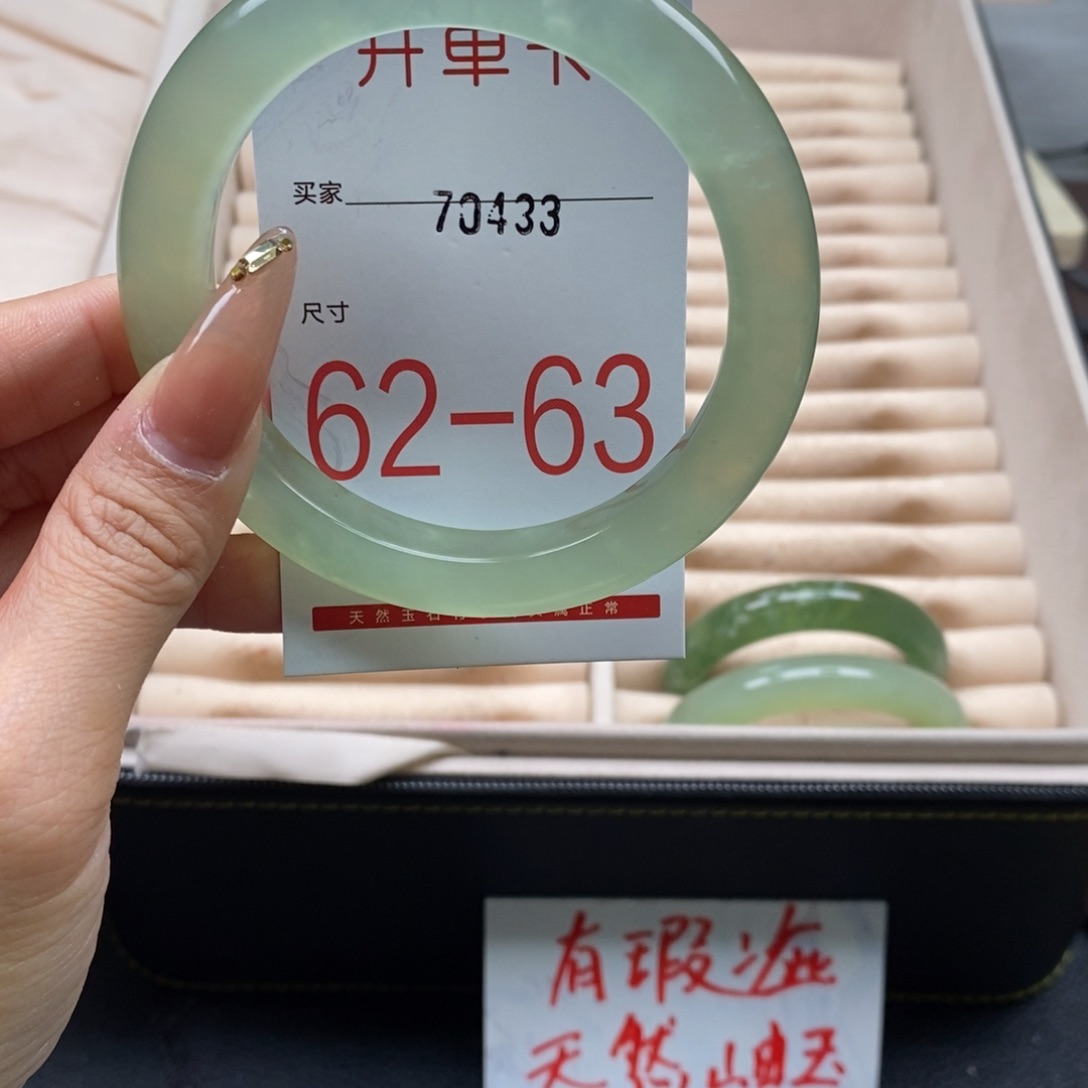 开单卡
买家 70433
尺寸
62-63
天然玉石
正常
有瑕疵
天然岫玉